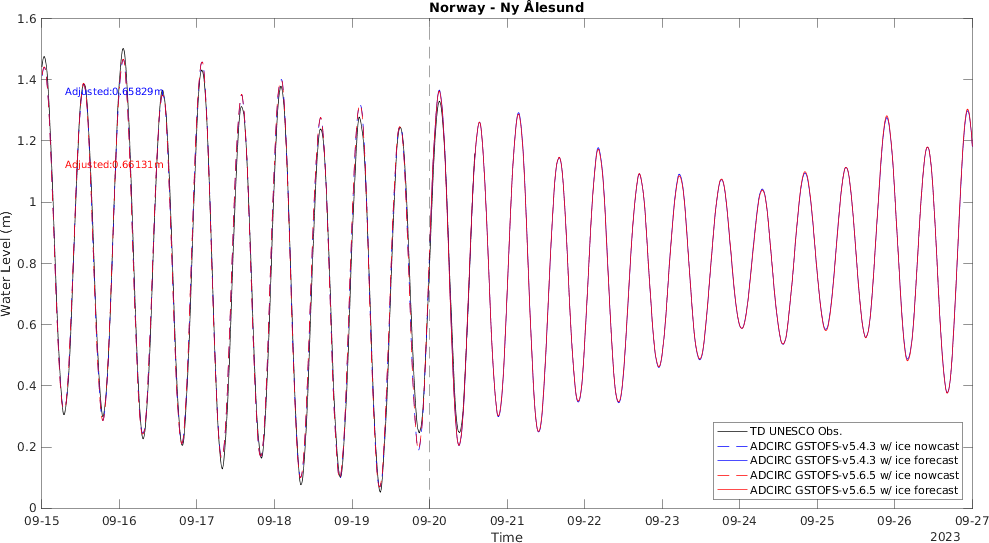 Norway - Ny Ålesund
1.6
1.4
1.2
1
0.8
0.6
0.4
0.2
0
Water Level (m)
Adjusted:0.65829m
Adjusted:0.66131m
TD UNESCO Obs.
ADCIRC GSTOFS-v5.4.3 w/ ice nowcast
ADCIRC GSTOFS-v5.4.3 w/ ice forecast
ADCIRC GSTOFS-v5.6.5 w/ ice nowcast
ADCIRC GSTOFS-v5.6.5 w/ ice forecast
09-15 09-16 09-17 09-18 09-19 09-20 09-21 09-22 09-23 09-24 09-25 09-26 09-27
Time
2023